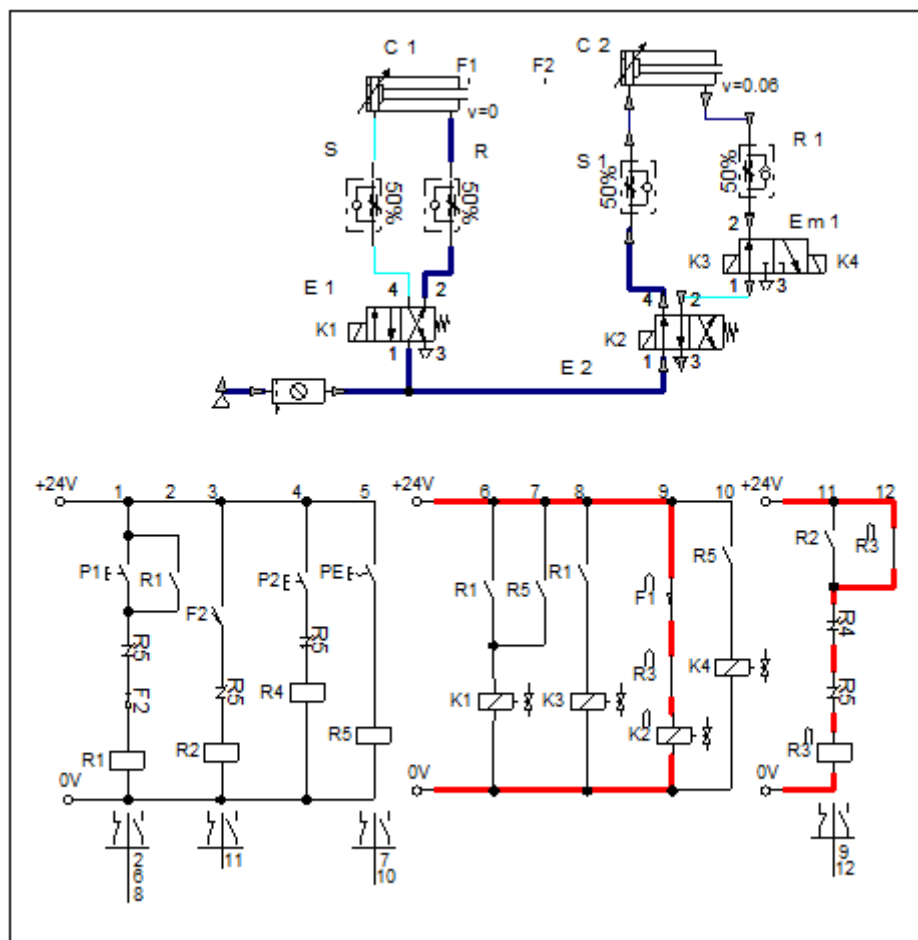 C 1 F1 F2 C 2
v=0 v=0.06
S R S 1 R 1
50% 50% 50% 50%
2 Em 1
K3 K4
E 1 4 2 4 2 1 3
K1 K2
1 3 E 2 1 3
+24V 1 2 3 4 5 +24V 6 7 8 9 10 +24V 11 12
P1 R1 P2 PE R1 R5 R1 R5 R2 R3
F2 F1
R5 R5 R4
R5 R3
F2 R4 K1 K3 K4 R5
R1 R2 R5 K2 R3
0V 0V 0V
2 11 7 9
6 10 12
8